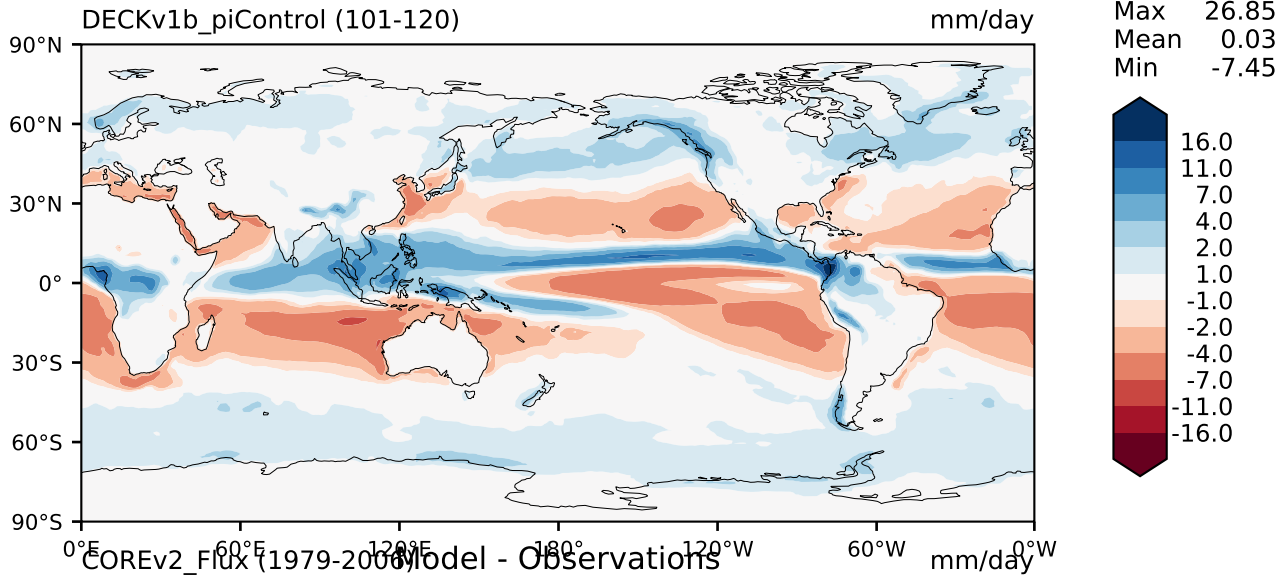 DECKv1b_piControl (101-120) mm/day
Max 26.85
Mean 0.03
Min -7.45
90°N
60°N
30°N
0°
30°S
60°S
90°S
0°E 60°E 120°E 180° 120°W 60°W 0°W
16.0
11.0
7.0
4.0
2.0
1.0
-1.0
-2.0
-4.0
-7.0
-11.0
-16.0
COREv2_Flux (1979-2006) Model - Observations mm/day